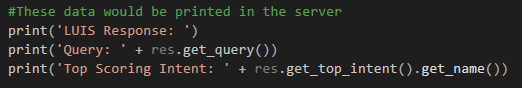 #These data would be printed in the server
print('LUIS Response: ')
print('Query: ' + res.get_query())
print('Top Scoring Intent: ' + res.get_top_intent().get_name())